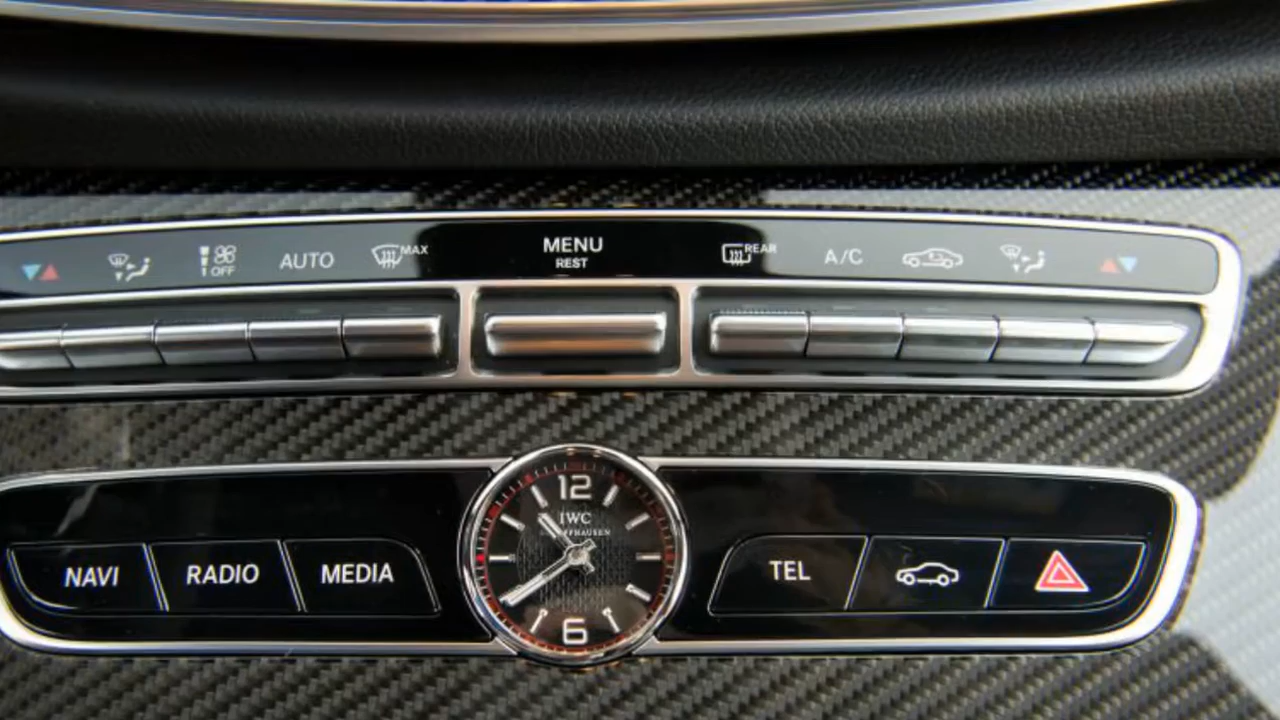 OFF
AUTO
MAX
MENU
REST
REAR
A/C
NAVI
RADIO
MEDIA
12
IWC
6
TEL